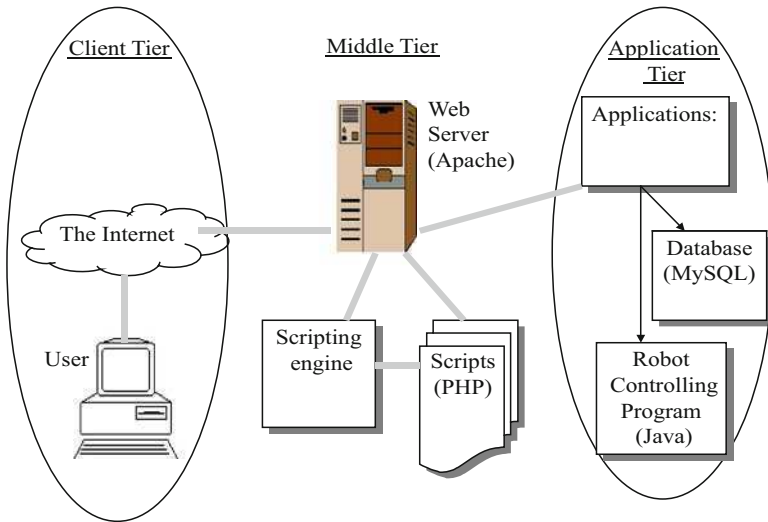 Client Tier
The Internet
User
Middle Tier
Web
Server
(Apache)
Scripting
engine
Scripts
(PHP)
Application
Tier
Applications:
Database
(MySQL)
Robot
Controlling
Program
(Java)